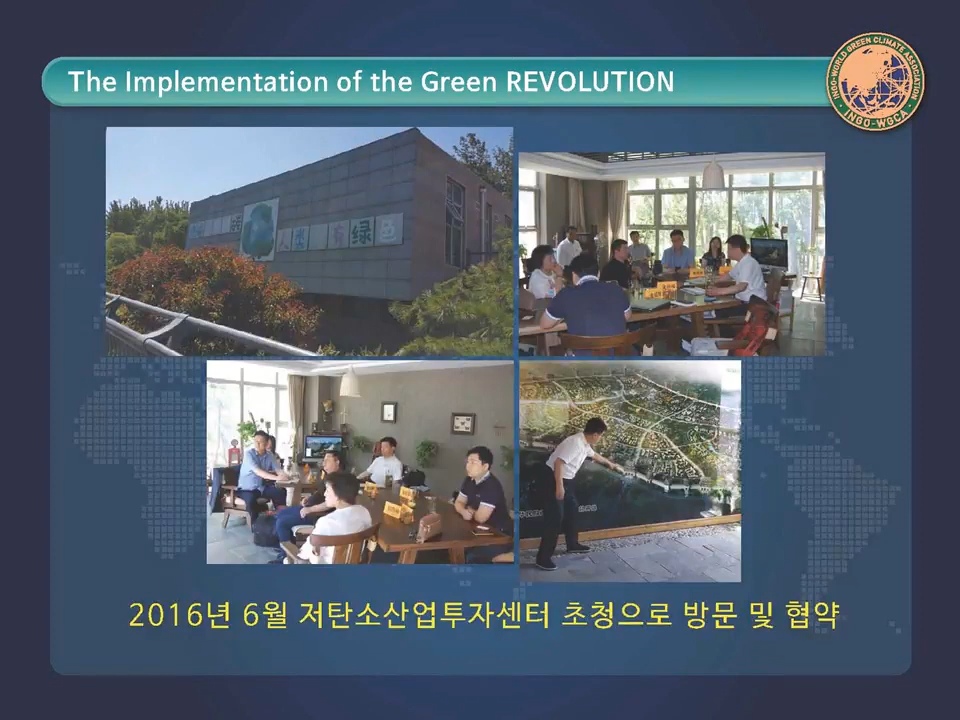 The Implementation of the Green REVOLUTION
INGO-WORLD GREEN CLIMATE ASSOCIATION
· INGO-WGCA ·
绿色
2016년 6월 저탄소산업투자센터 초청으로 방문 및 협약